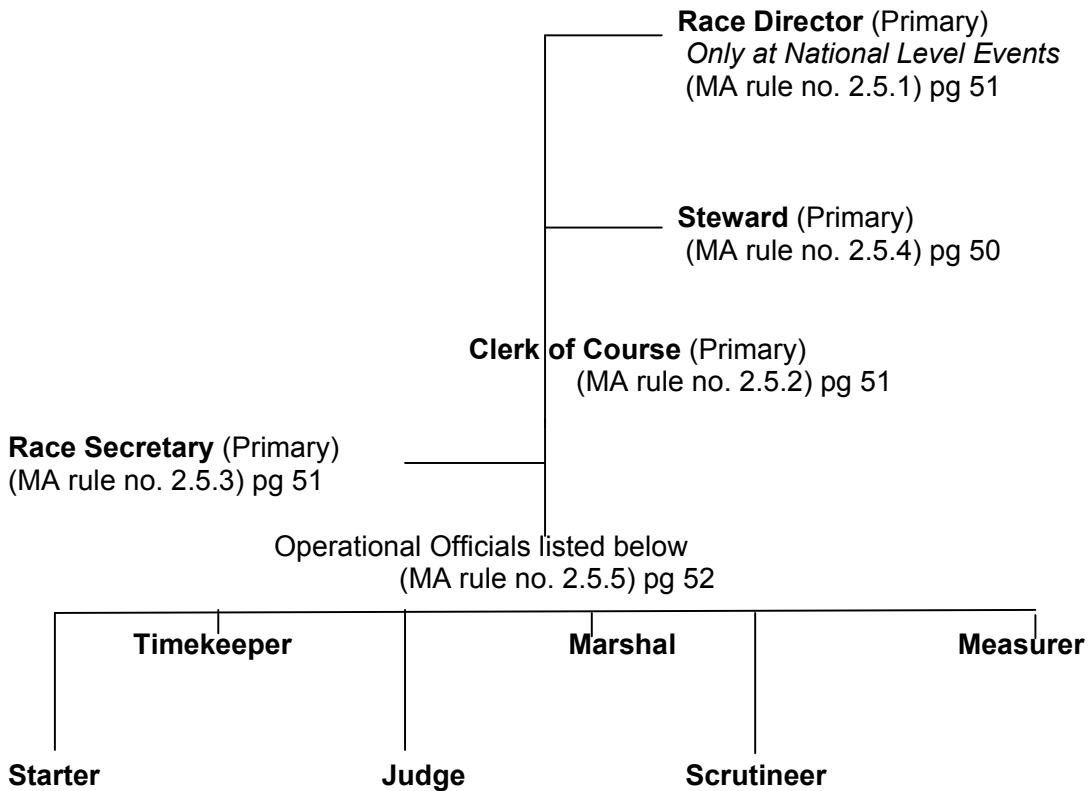 Race Director (Primary)
Only at National Level Events
(MA rule no. 2.5.1) pg 51
Steward (Primary)
(MA rule no. 2.5.4) pg 50
Clerk of Course (Primary)
(MA rule no. 2.5.2) pg 51
Race Secretary (Primary)
(MA rule no. 2.5.3) pg 51
Operational Officials listed below
(MA rule no. 2.5.5) pg 52
Timekeeper Marshal Measurer
Starter Judge Scrutineer